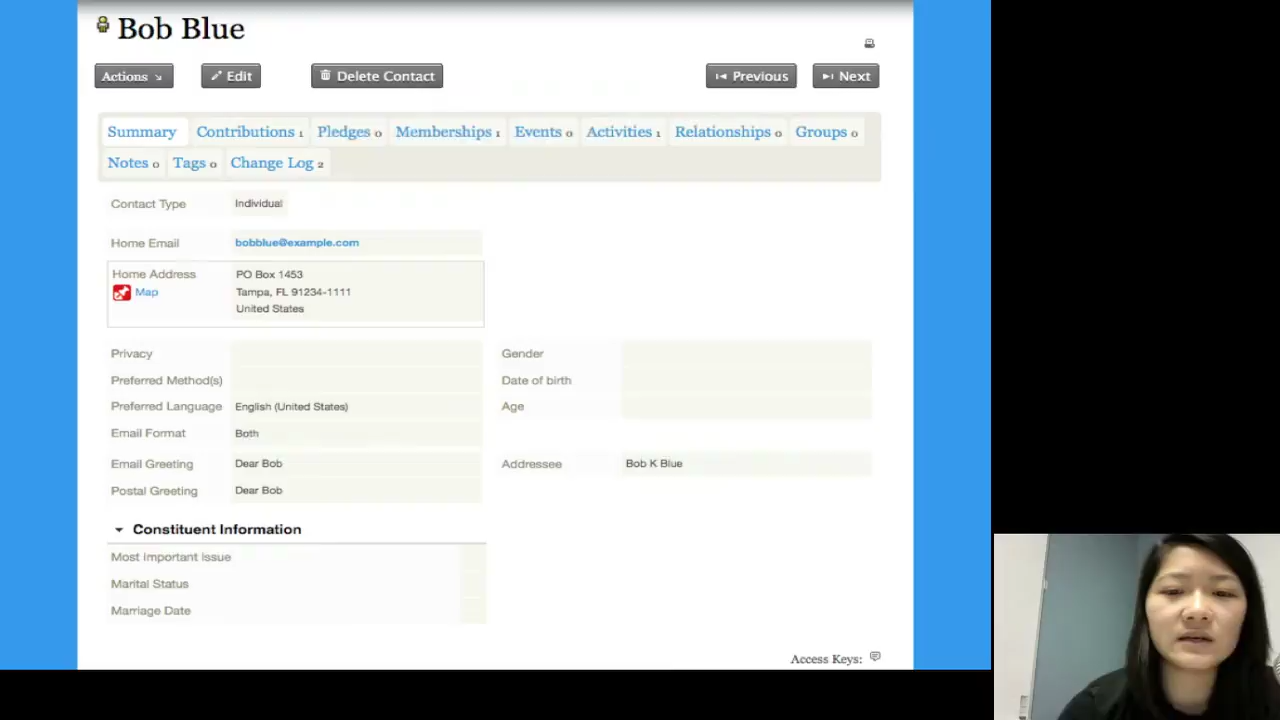 Bob Blue
Actions Edit Delete Contact Previous Next
Summary Contributions 1 Pledges 0 Memberships 1 Events 0 Activities 1 Relationships 0 Groups 0
Notes 0 Tags 0 Change Log 2
Contact Type Individual
Home Email bobblue@example.com
Home Address PO Box 1453
Map Tampa, FL 91234-1111
United States
Privacy Gender
Preferred Method(s) Date of birth
Preferred Language English (United States) Age
Email Format Both
Email Greeting Dear Bob Addressee Bob K Blue
Postal Greeting Dear Bob
Constituent Information
Most Important Issue
Marital Status
Marriage Date
Access Keys: